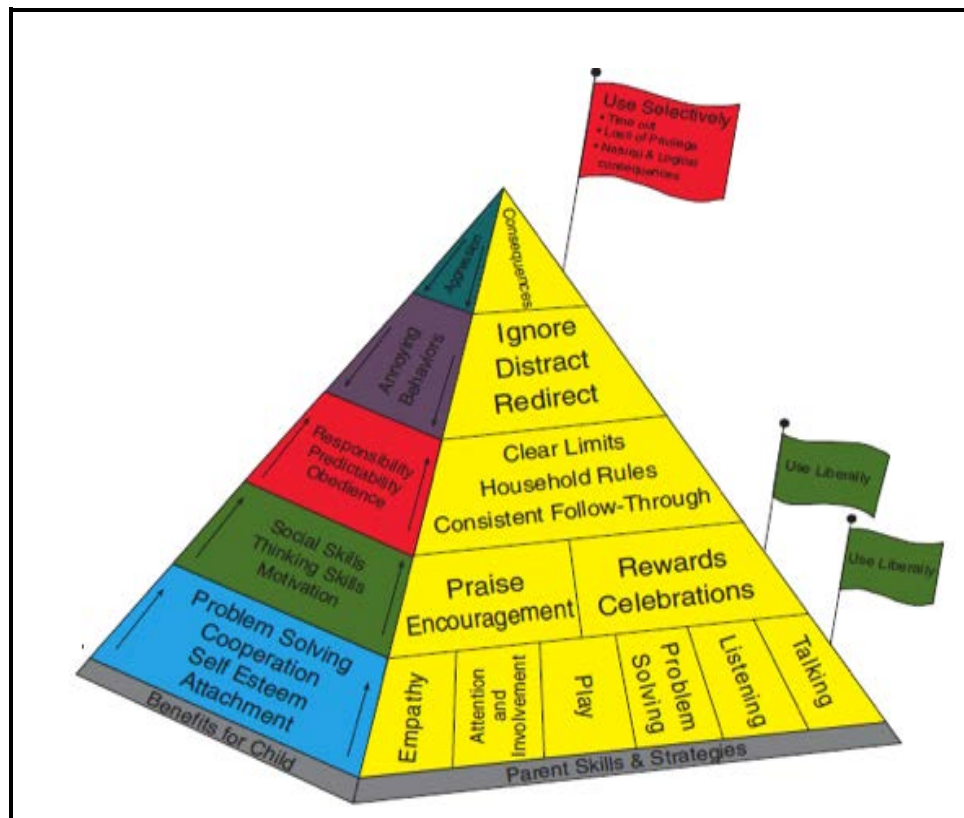 Use Selectively
• Time out
• Loss of Privilege
• Natural & Logical
consequences
Aggression
Consequences
Annoying
Behaviors
Ignore
Distract
Redirect
Responsibility
Predictability
Obedience
Clear Limits
Household Rules
Consistent Follow-Through
Use Liberally
Social Skills
Thinking Skills
Motivation
Praise
Encouragement
Rewards
Celebrations
Use Liberally
Problem Solving
Cooperation
Self Esteem
Attachment
Empathy
Attention
and
Involvement
Play
Problem
Solving
Listening
Talking
Benefits for Child
Parent Skills & Strategies